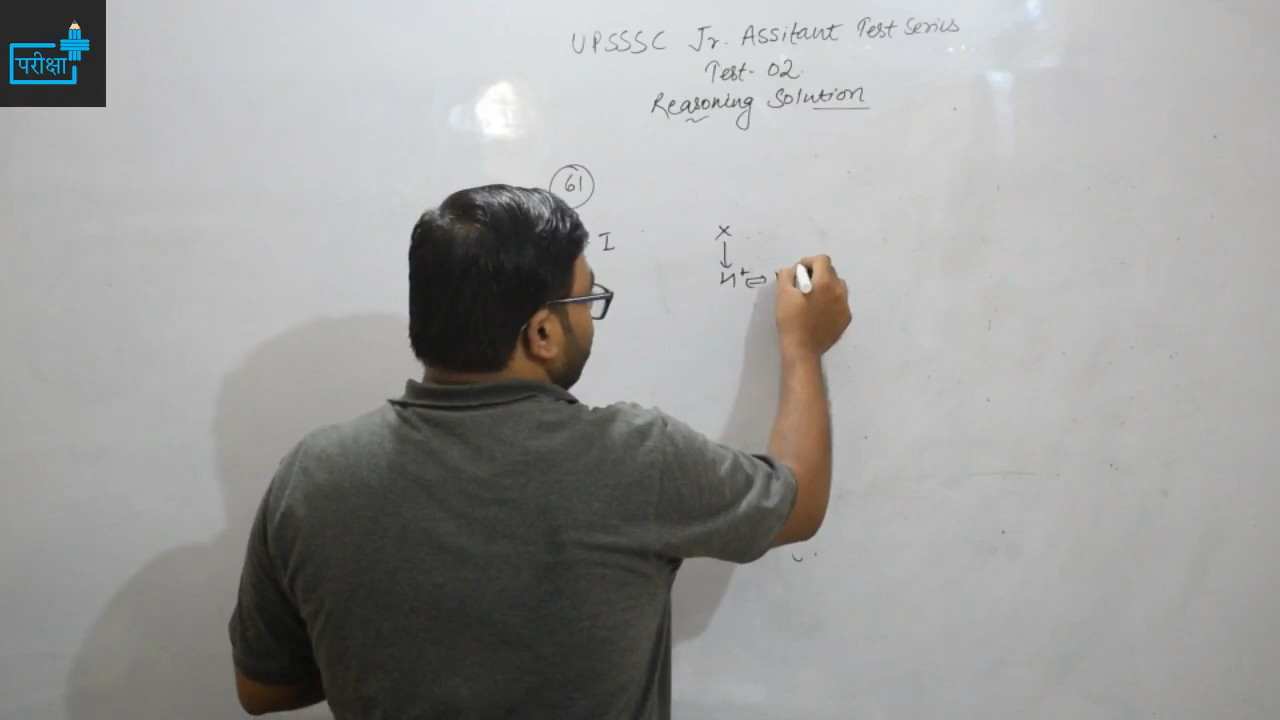 परीक्षा
UPSSSC Jr. Assitant Test Series
Test-02.
Reasoning Solution
61
I
X